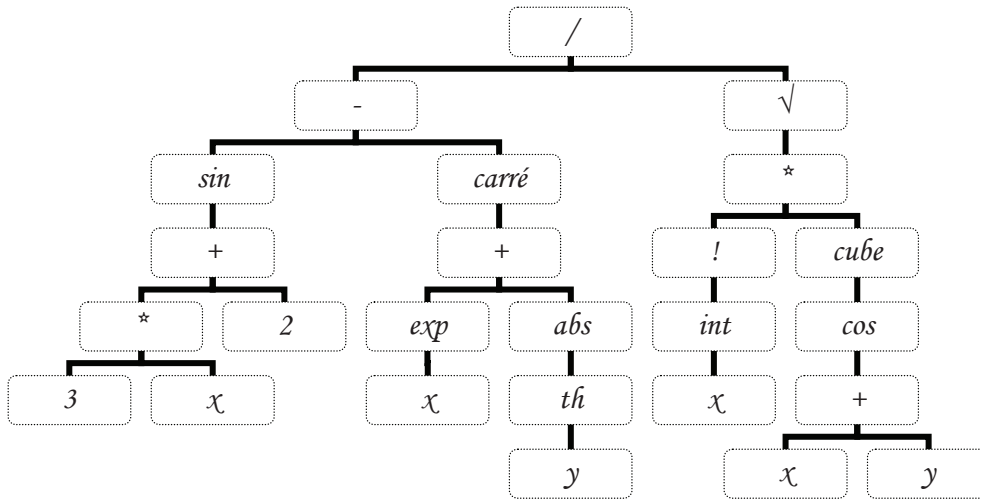 /
- √
sin carré *
+ + ! cube
* 2 exp abs int cos
3 x x th x +
y x y